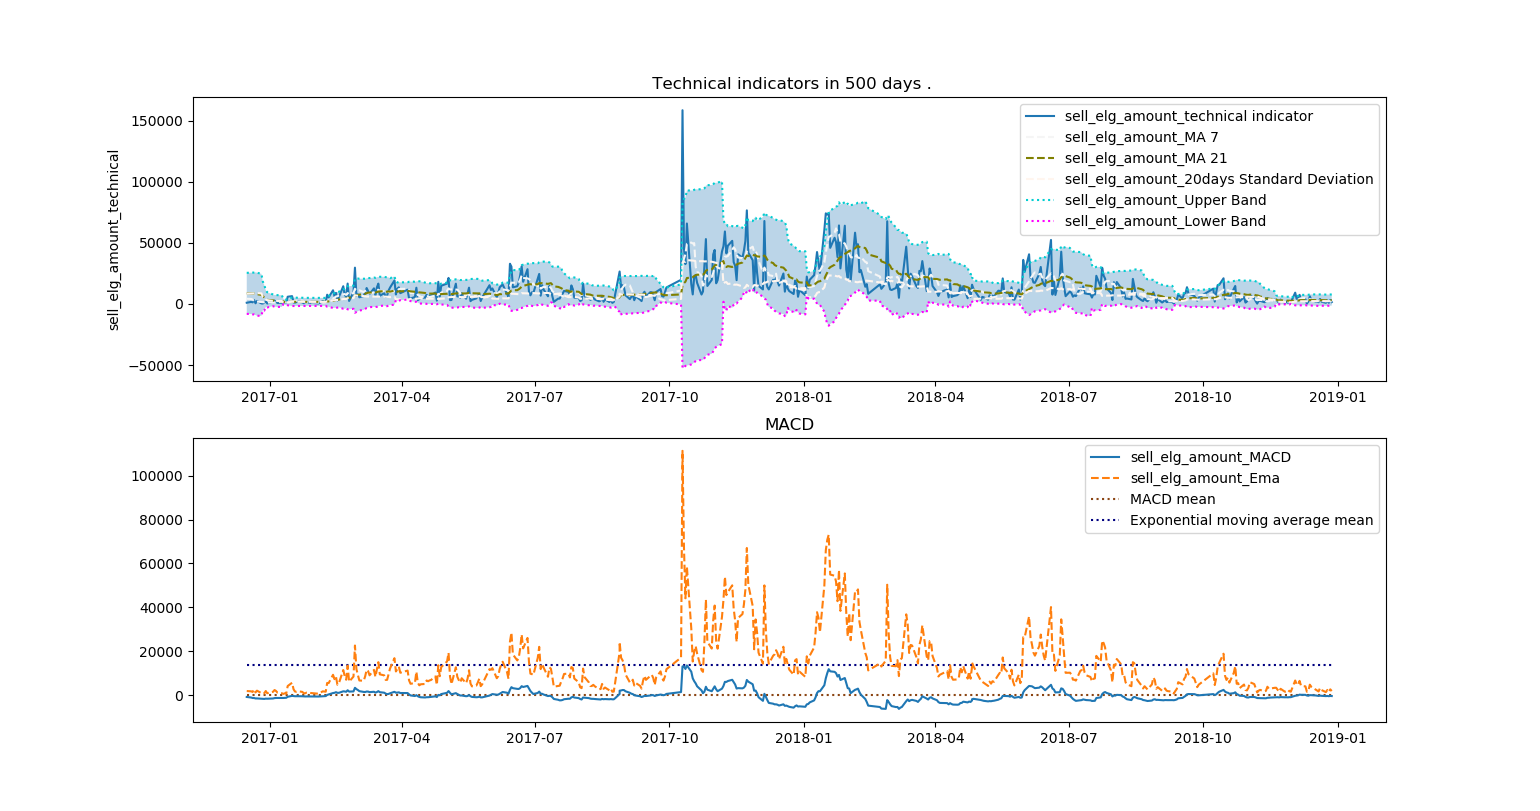 Technical indicators in 500 days .
sell_elg_amount_technical
150000
100000
50000
0
−50000
sell_elg_amount_technical indicator
sell_elg_amount_MA 7
sell_elg_amount_MA 21
sell_elg_amount_20days Standard Deviation
sell_elg_amount_Upper Band
sell_elg_amount_Lower Band
2017-01 2017-04 2017-07 2017-10 2018-01 2018-04 2018-07 2018-10 2019-01
MACD
100000
80000
60000
40000
20000
0
sell_elg_amount_MACD
sell_elg_amount_Ema
MACD mean
Exponential moving average mean
2017-01 2017-04 2017-07 2017-10 2018-01 2018-04 2018-07 2018-10 2019-01